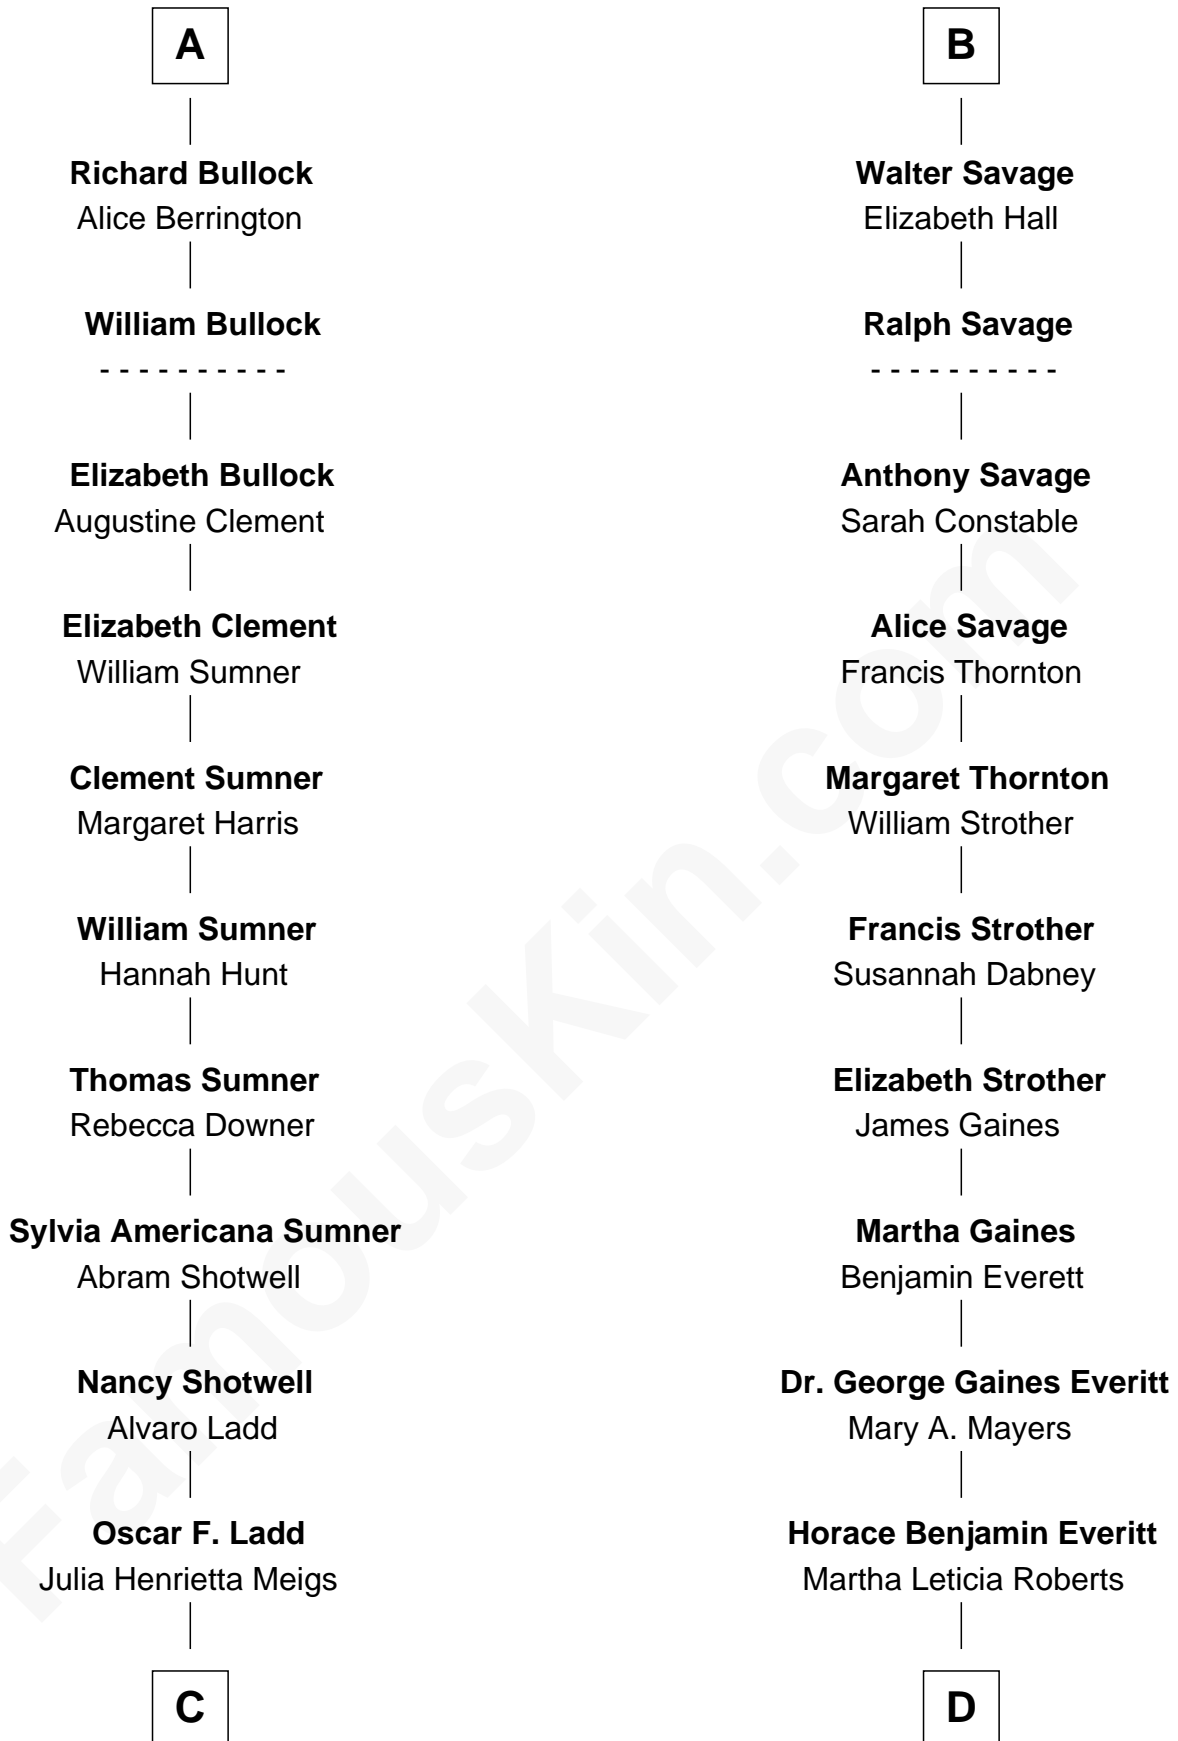 A
Richard Bullock
Alice Berrington
William Bullock
- - - - - - - - - -
Elizabeth Bullock
Augustine Clement
Elizabeth Clement
William Sumner
Clement Sumner
Margaret Harris
William Sumner
Hannah Hunt
Thomas Sumner
Rebecca Downer
Sylvia Americana Sumner
Abram Shotwell
Nancy Shotwell
Alvaro Ladd
Oscar F. Ladd
Julia Henrietta Meigs
C
B
Walter Savage
Elizabeth Hall
Ralph Savage
- - - - - - - - - -
Anthony Savage
Sarah Constable
Alice Savage
Francis Thornton
Margaret Thornton
William Strother
Francis Strother
Susannah Dabney
Elizabeth Strother
James Gaines
Martha Gaines
Benjamin Everett
Dr. George Gaines Everitt
Mary A. Mayers
Horace Benjamin Everitt
Martha Leticia Roberts
D
FamousKin.com